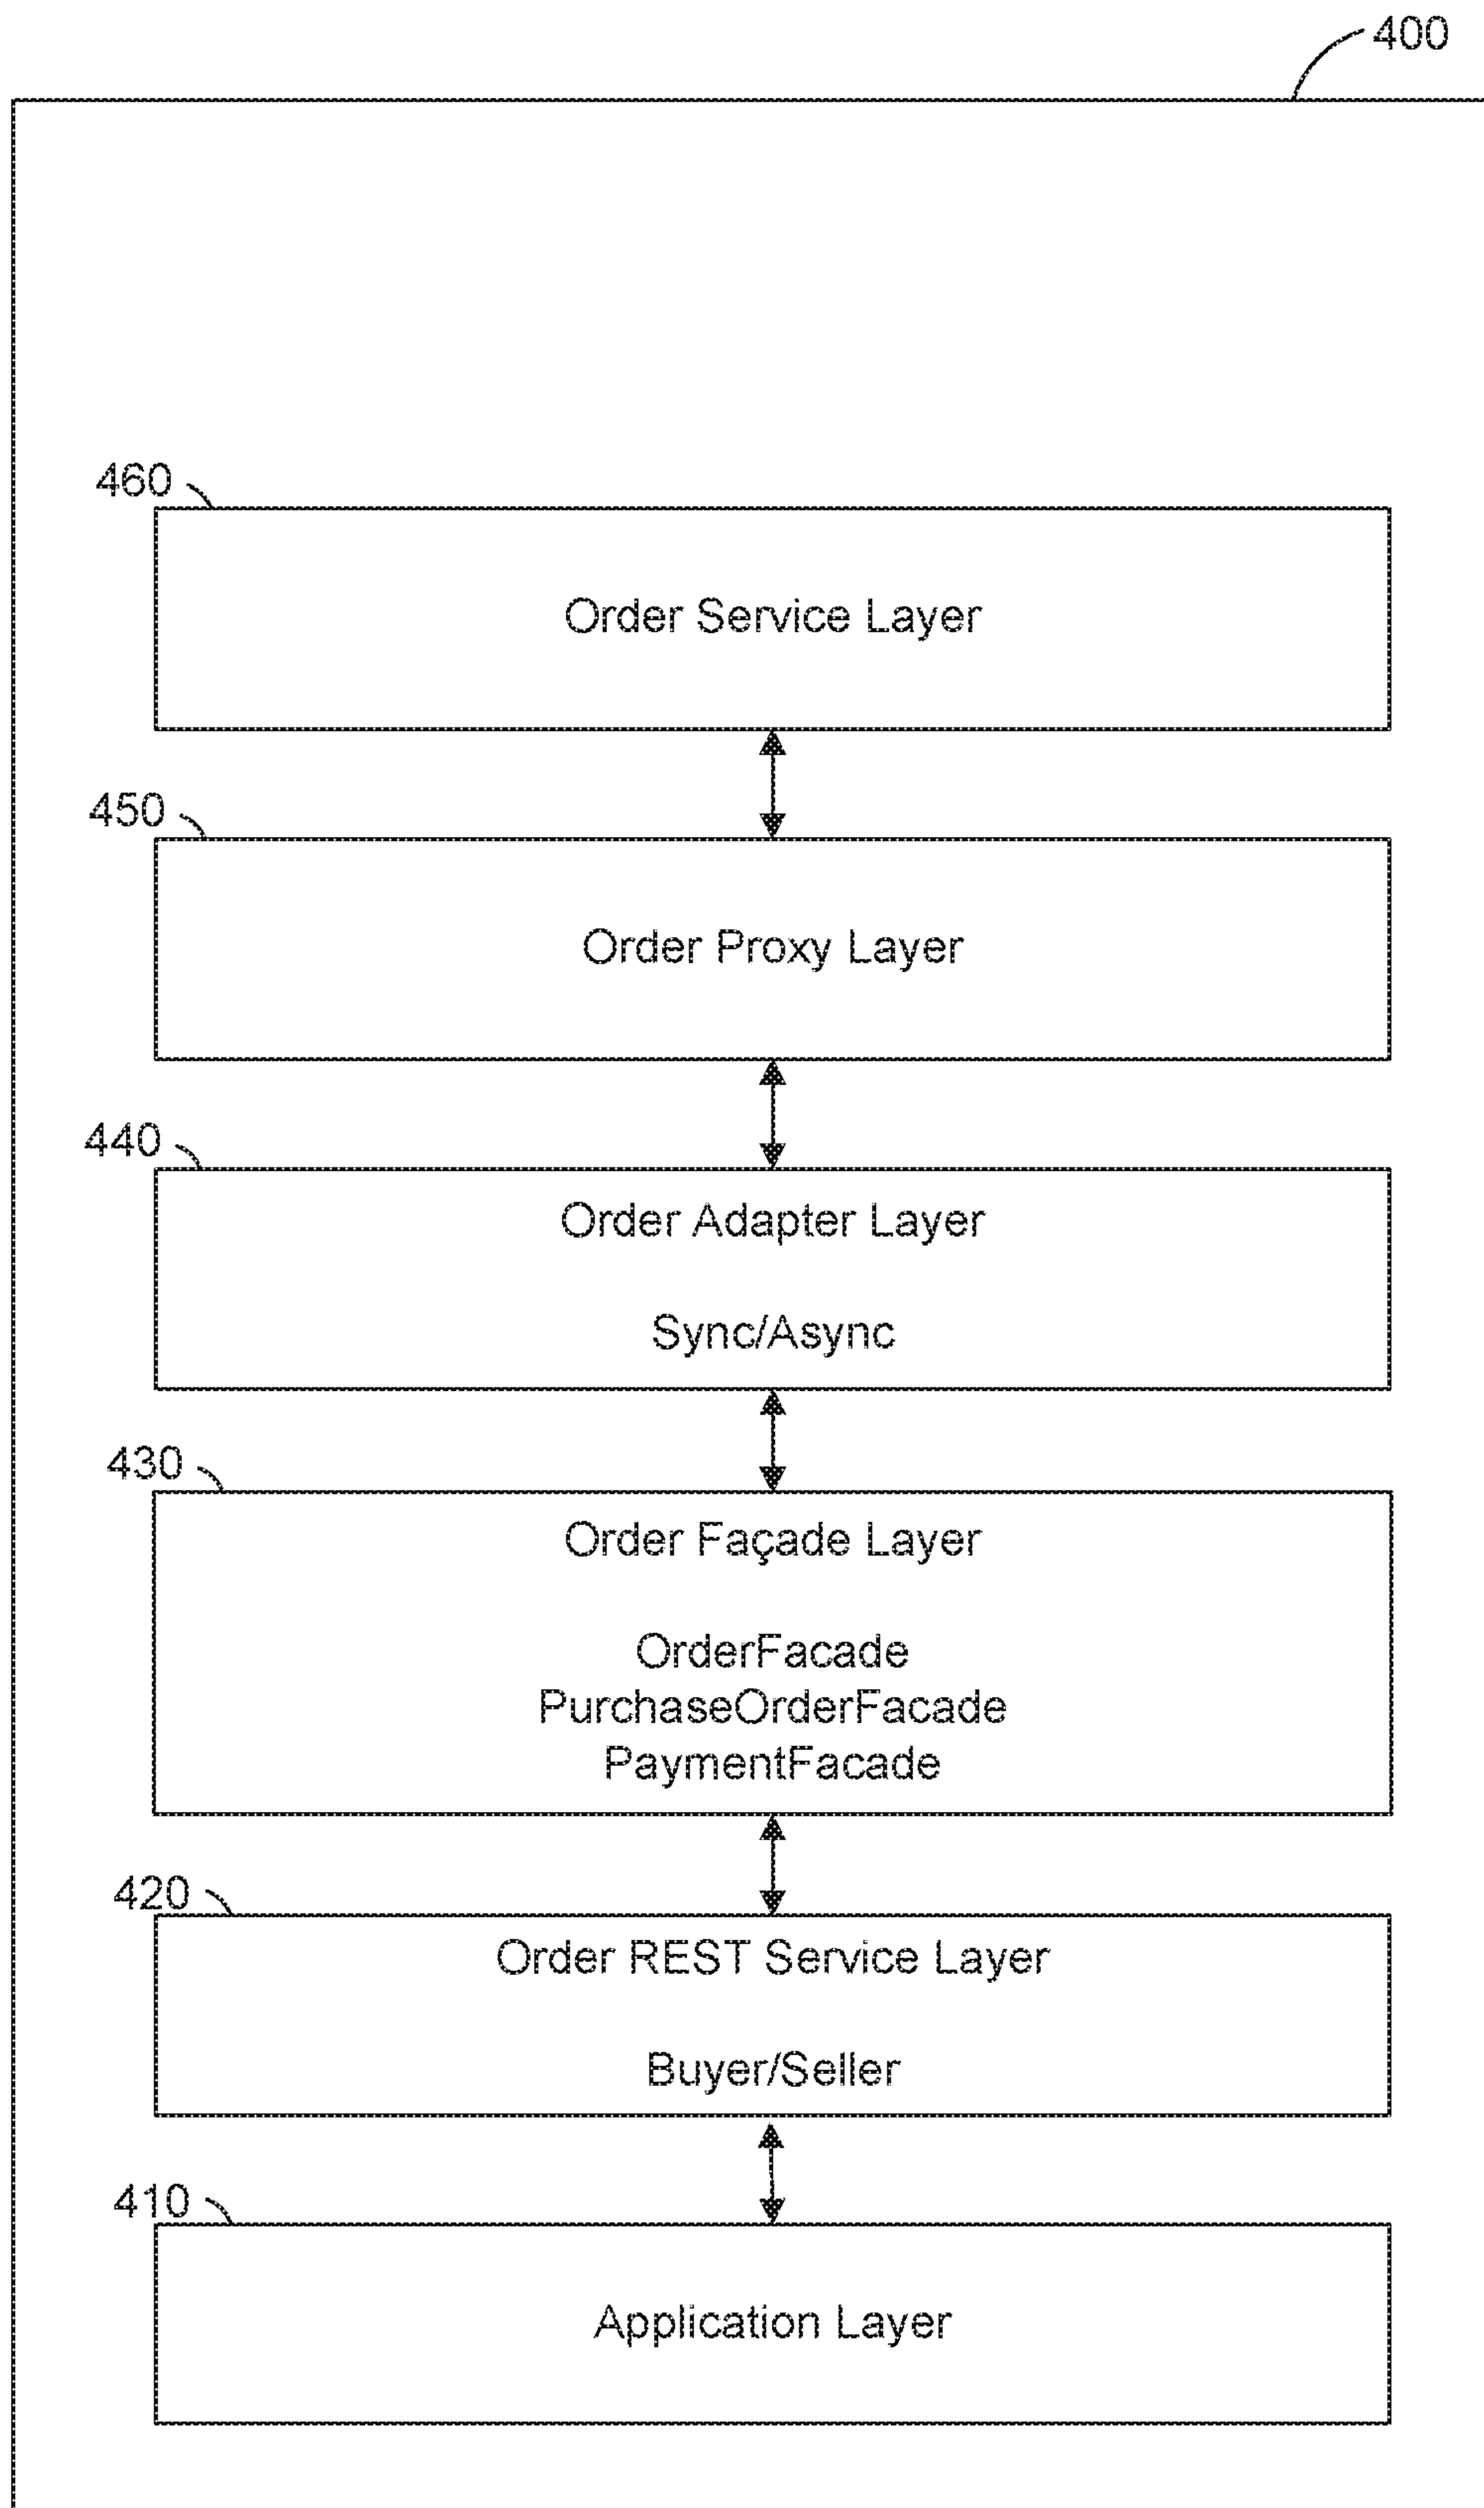 400
460
Order Service Layer
450
Order Proxy Layer
440
Order Adapter Layer
Sync/Async
430
Order Façade Layer
OrderFacade
PurchaseOrderFacade
PaymentFacade
420
Order REST Service Layer
Buyer/Seller
410
Application Layer